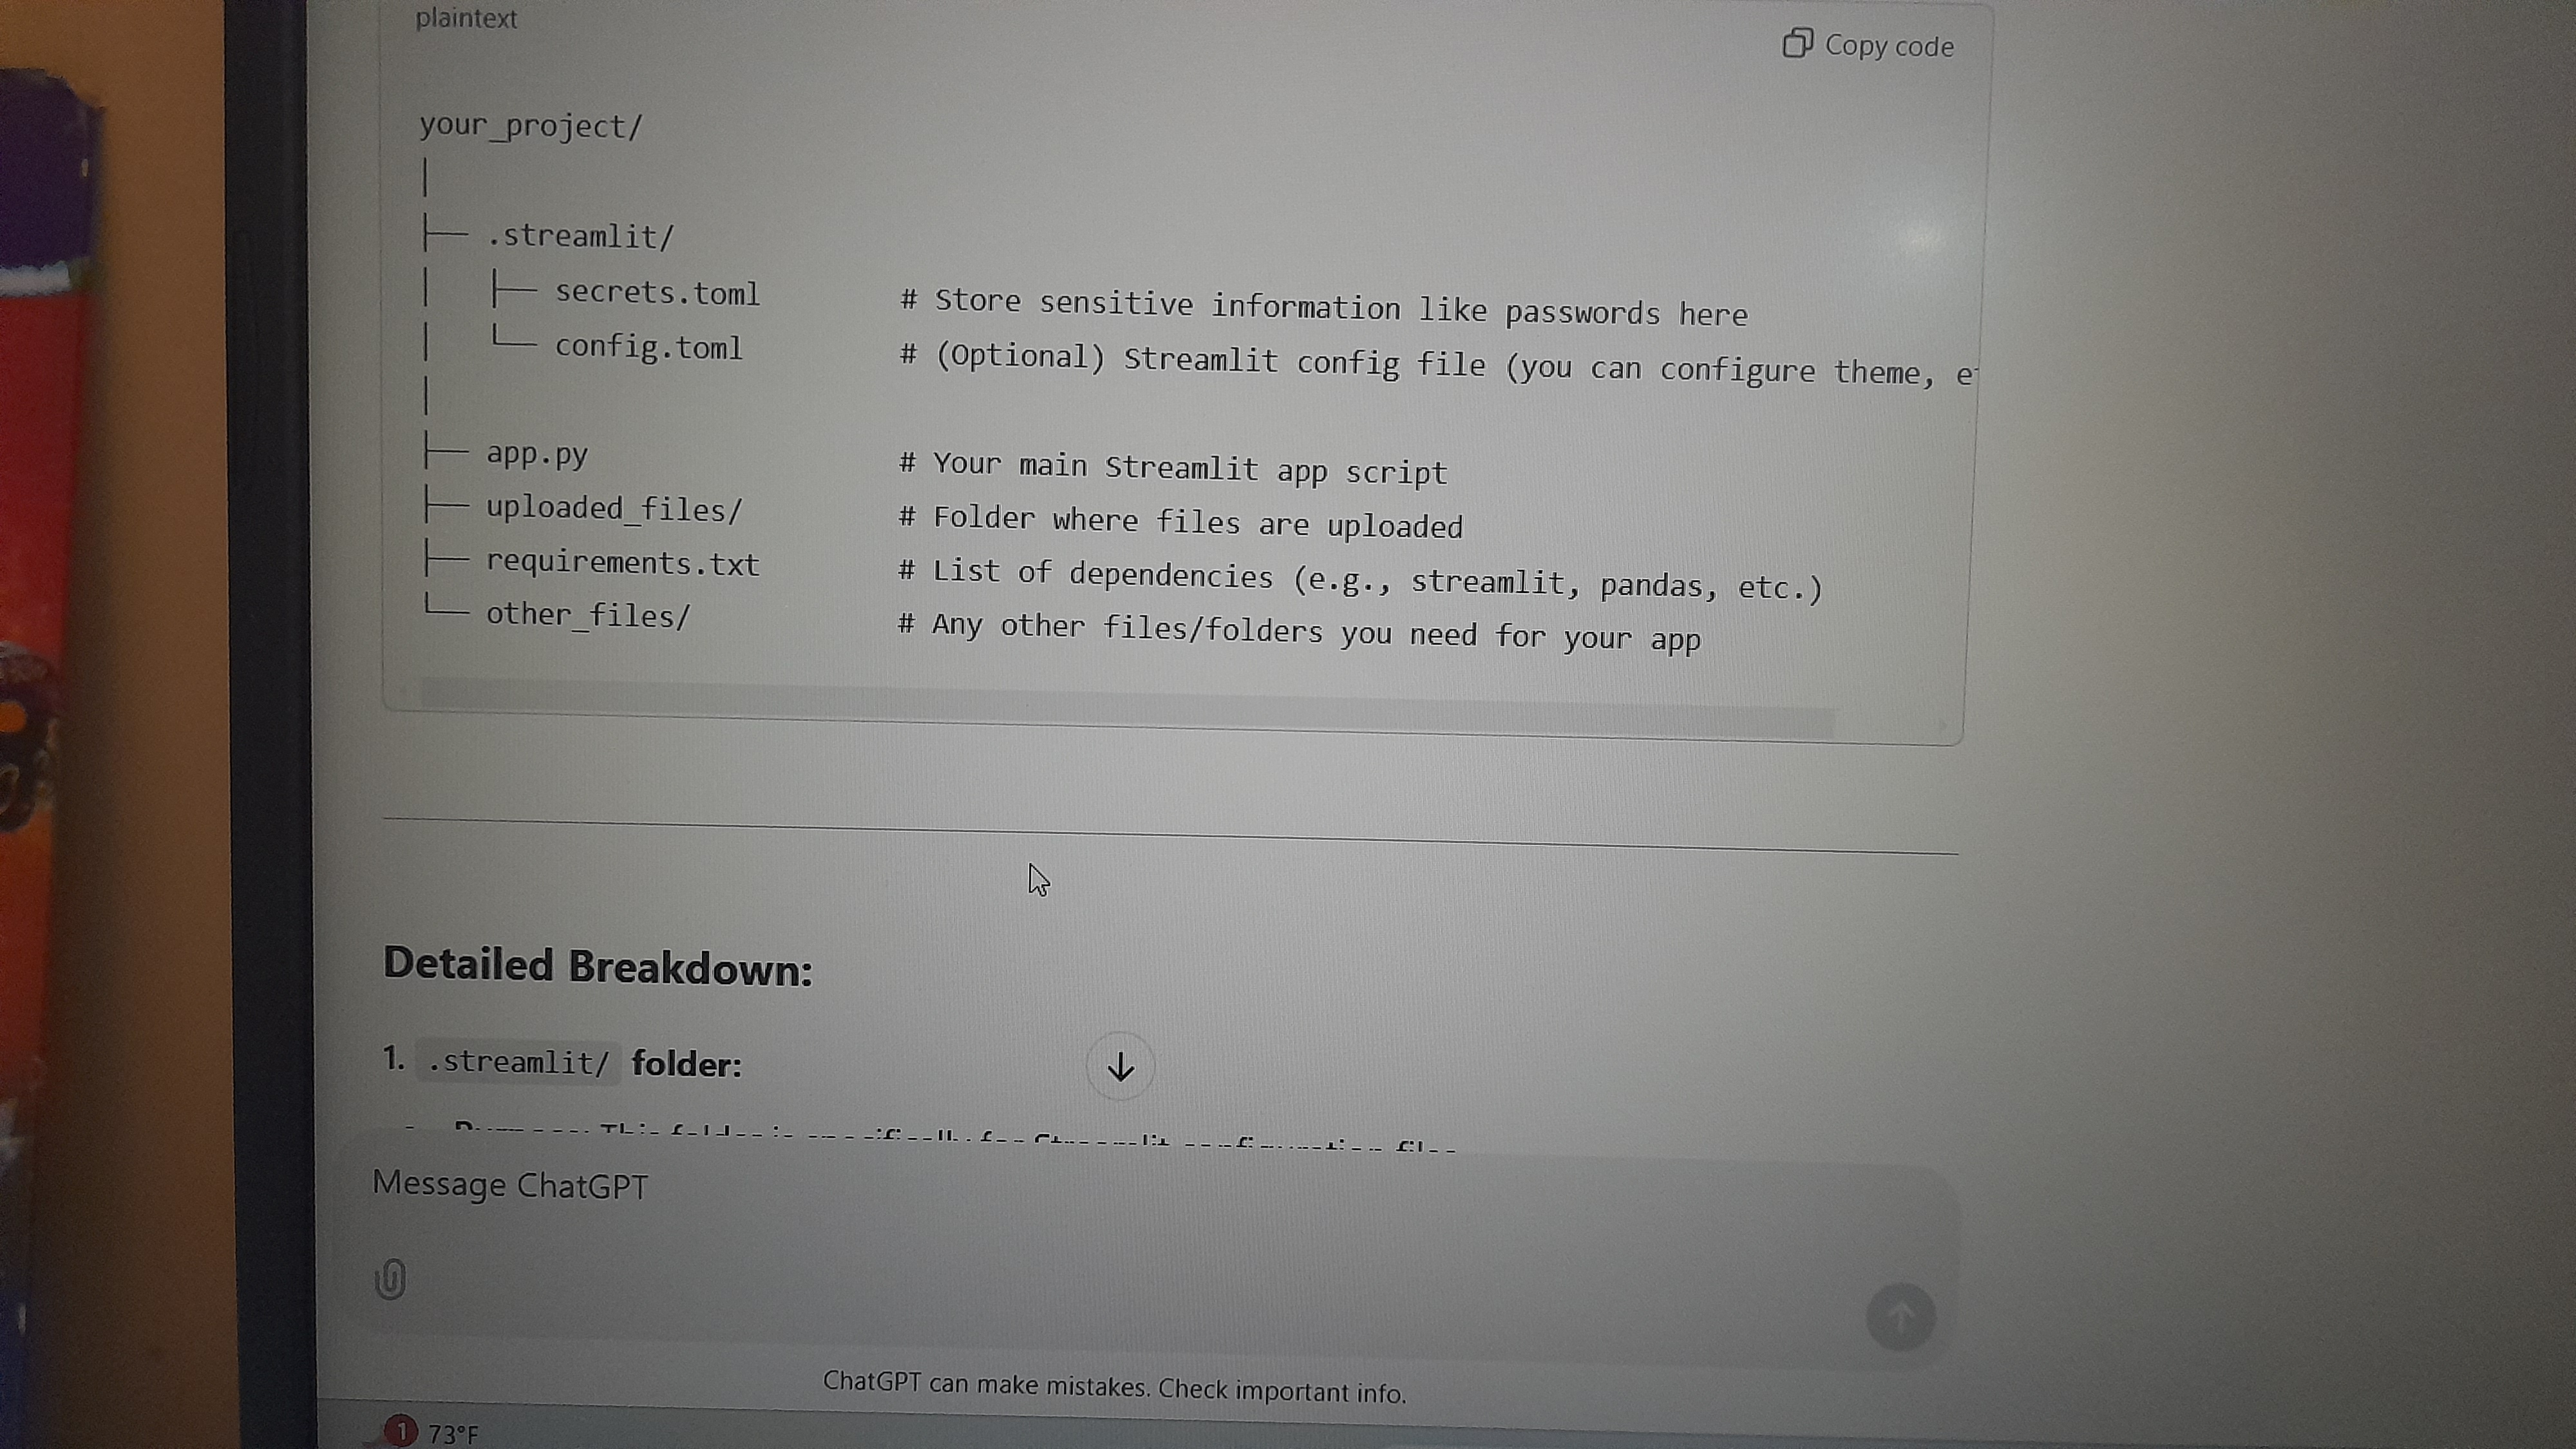 plaintext
Copy code
your_project/
│
├── .streamlit/
│   ├── secrets.toml        # Store sensitive information like passwords here
│   └── config.toml         # (Optional) Streamlit config file (you can configure theme, e
│
├── app.py                  # Your main Streamlit app script
├── uploaded_files/         # Folder where files are uploaded
├── requirements.txt        # List of dependencies (e.g., streamlit, pandas, etc.)
└── other_files/            # Any other files/folders you need for your app
Detailed Breakdown:
1. .streamlit/ folder:
Message ChatGPT
ChatGPT can make mistakes. Check important info.
1 73°F